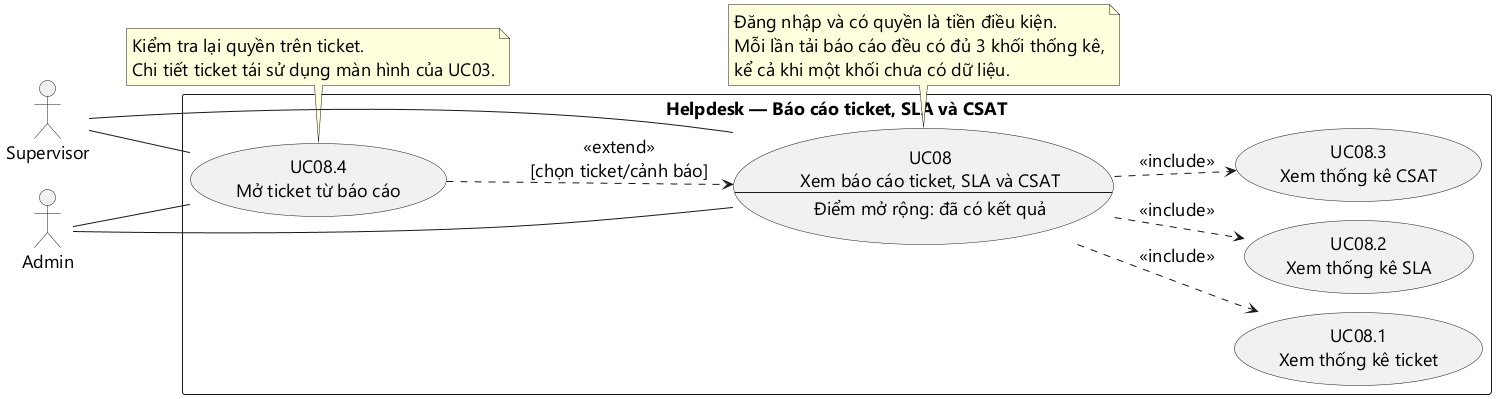 Kiểm tra lại quyền trên ticket.
Chi tiết ticket tái sử dụng màn hình của UC03.
Đăng nhập và có quyền là tiền điều kiện.
Mỗi lần tải báo cáo đều có đủ 3 khối thống kê,
kể cả khi một khối chưa có dữ liệu.
Helpdesk — Báo cáo ticket, SLA và CSAT
Supervisor
Admin
UC08.4
Mở ticket từ báo cáo
«extend»
[chọn ticket/cảnh báo]
UC08
Xem báo cáo ticket, SLA và CSAT
Điểm mở rộng: đã có kết quả
«include»
«include»
«include»
UC08.3
Xem thống kê CSAT
UC08.2
Xem thống kê SLA
UC08.1
Xem thống kê ticket